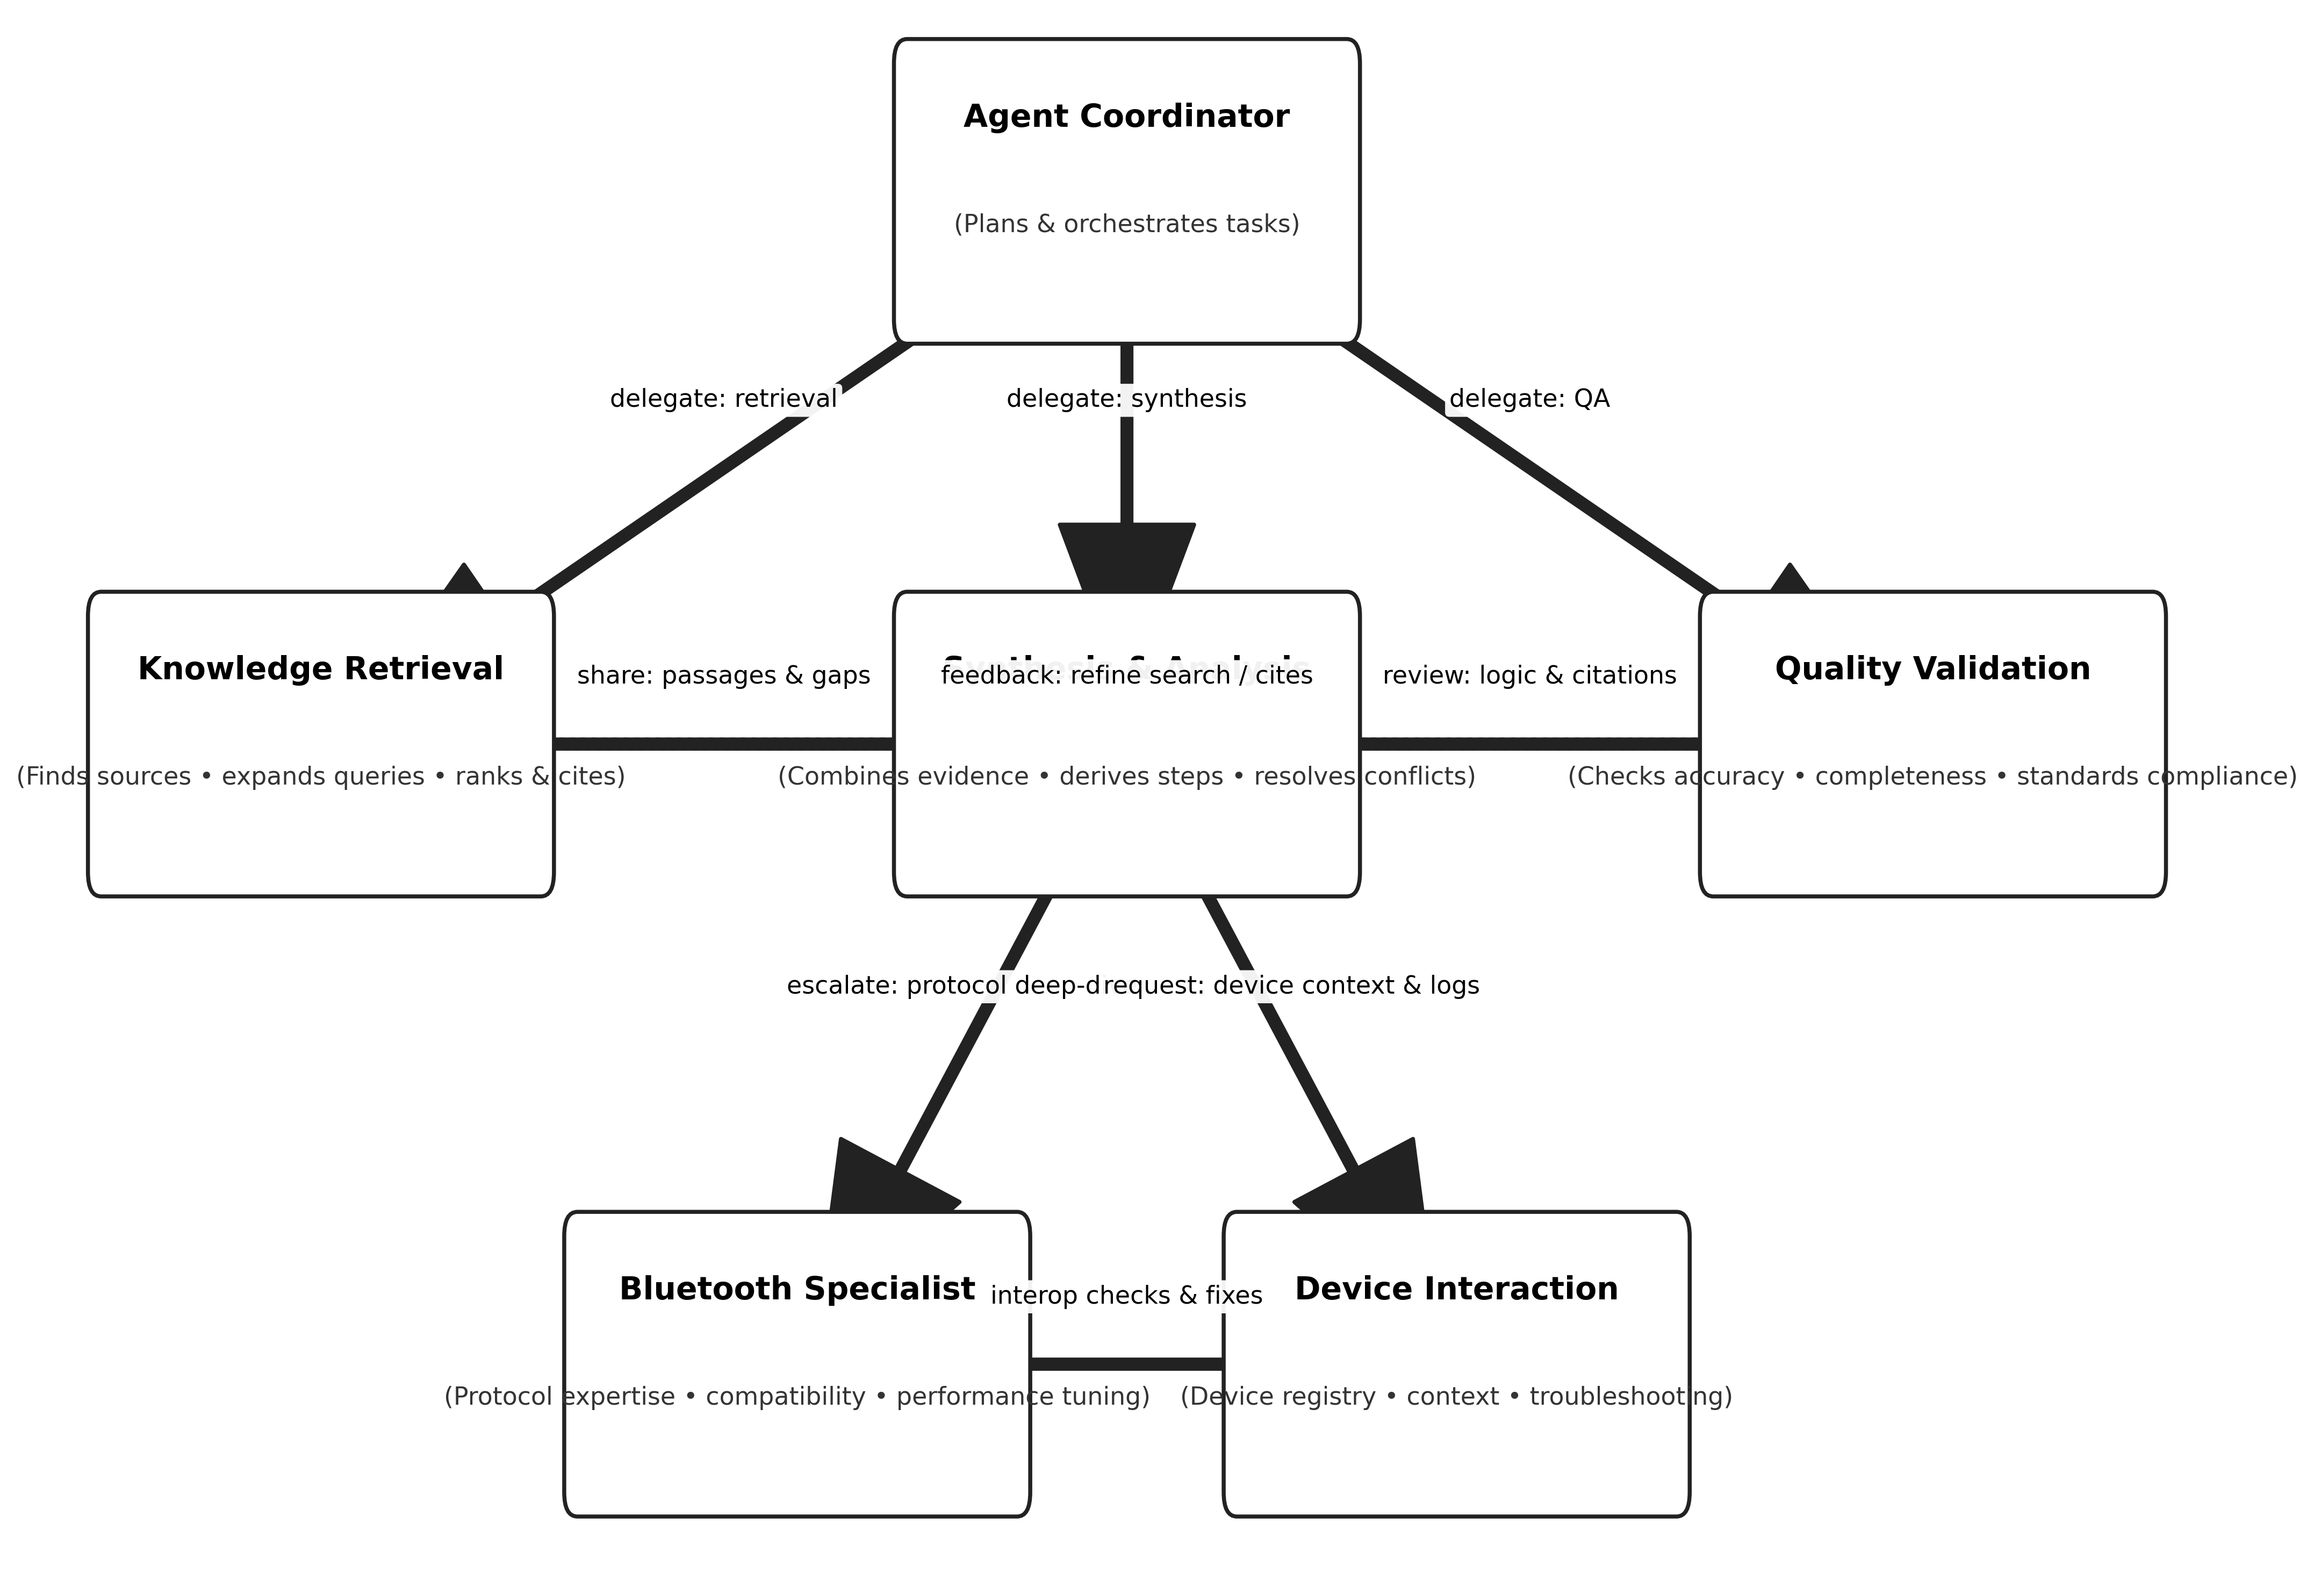 Agent Coordinator
(Plans & orchestrates tasks)
delegate: retrieval
delegate: synthesis
delegate: QA
Knowledge Retrieval
share: passages & gaps
Synthesis & Analysis
feedback: refine search / cites
review: logic & citations
Quality Validation
(Finds sources • expands queries • ranks & cites)
(Combines evidence • derives steps • resolves conflicts)
(Checks accuracy • completeness • standards compliance)
escalate: protocol deep-d
request: device context & logs
Bluetooth Specialist
interop checks & fixes
Device Interaction
(Protocol expertise • compatibility • performance tuning)
(Device registry • context • troubleshooting)